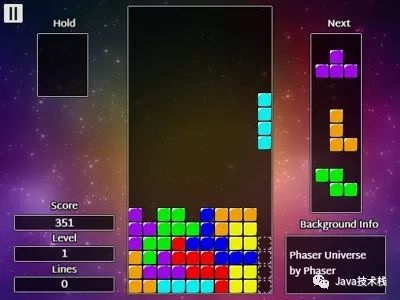 Hold
Next
Score
351
Level
1
Lines
0
Background Info
Phaser Universe
by Phaser
Java技术栈